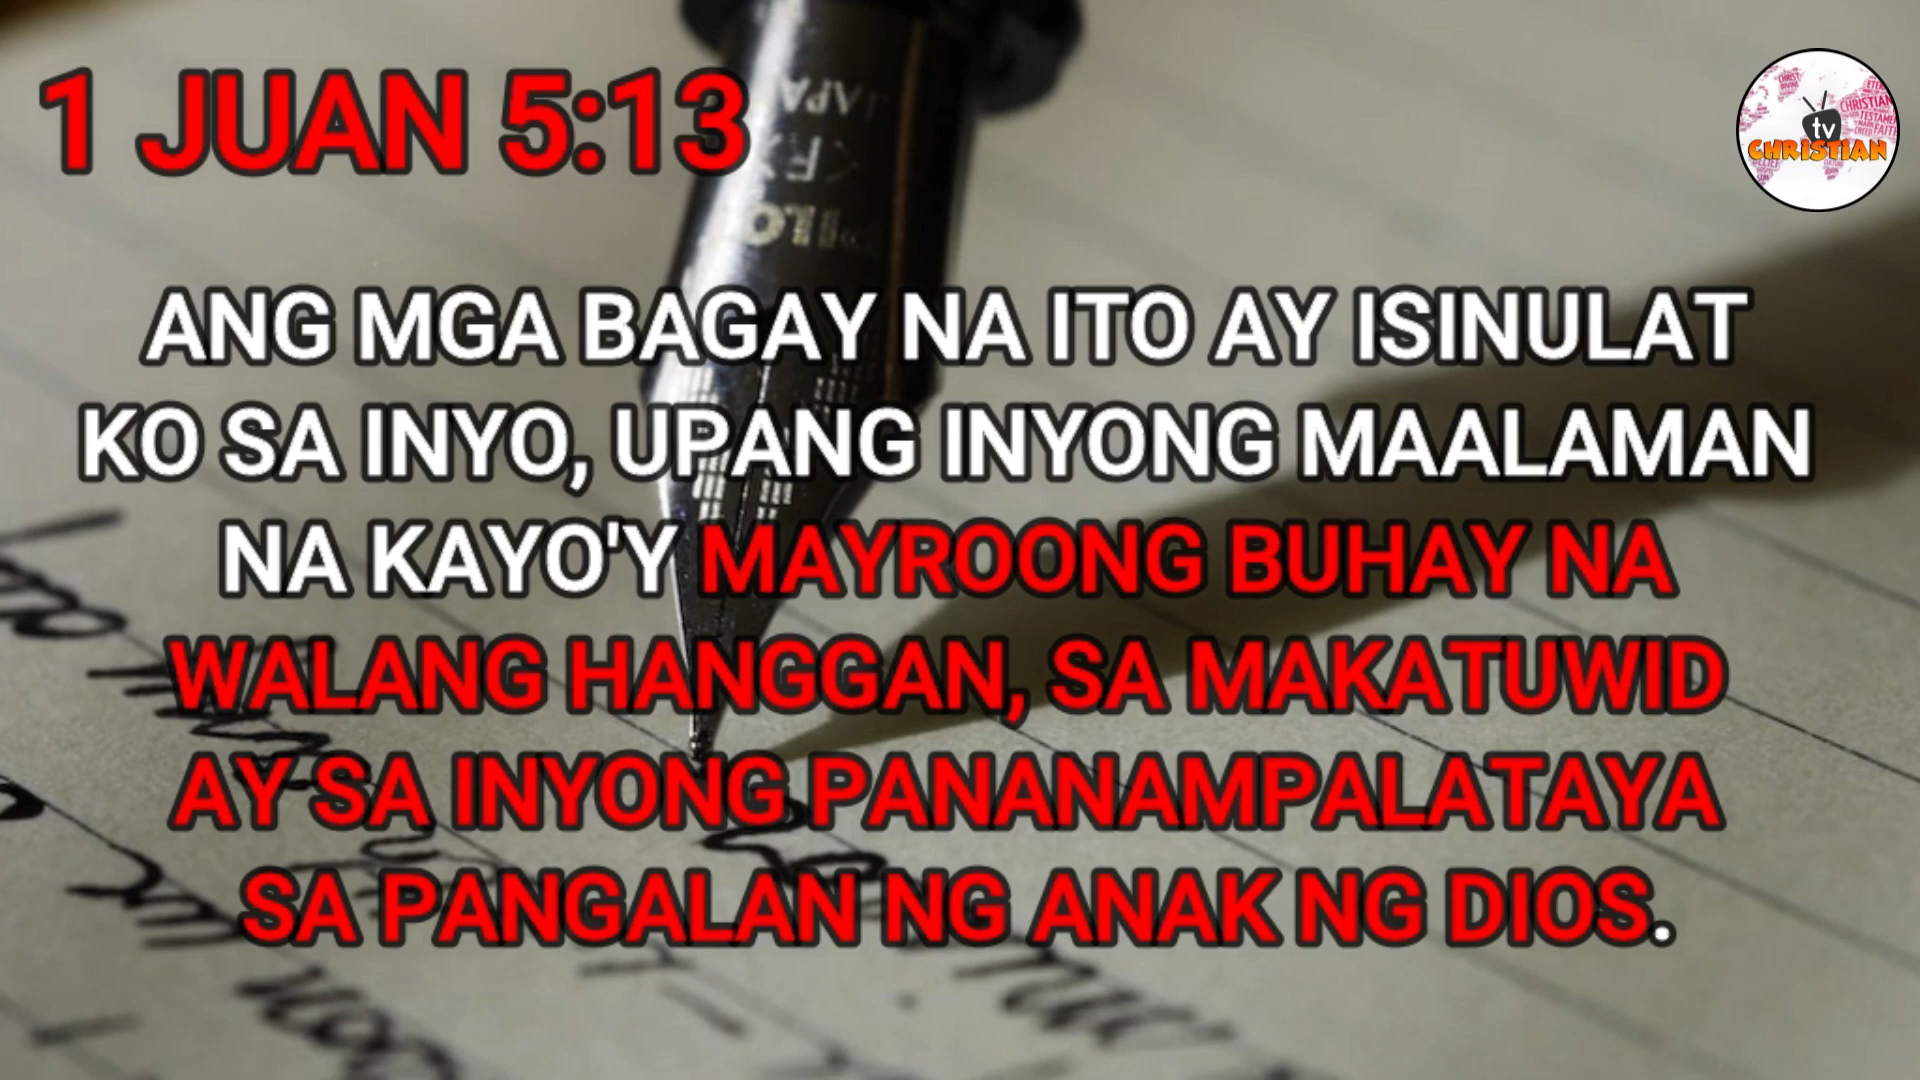 1 JUAN 5:13
tv
CHRISTIAN
ANG MGA BAGAY NA ITO AY ISINULAT
KO SA INYO, UPANG INYONG MAALAMAN
NA KAYO'Y MAYROONG BUHAY NA
WALANG HANGGAN, SA MAKATUWID
AY SA INYONG PANANAMPALATAYA
SA PANGALAN NG ANAK NG DIOS.